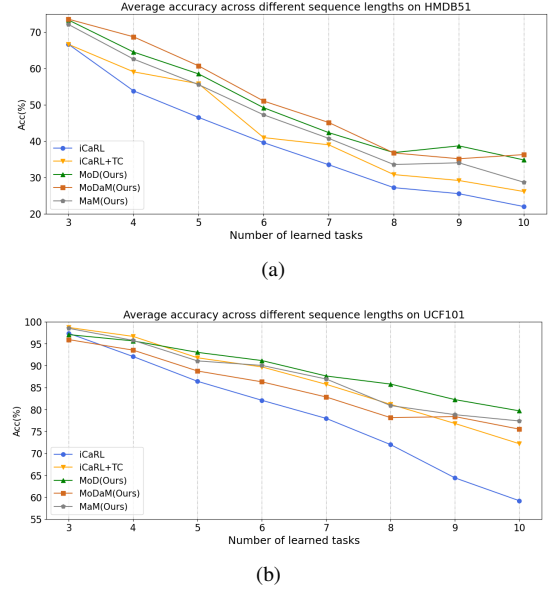 Average accuracy across different sequence lengths on HMDB51
70
60
50
40
30
20
Acc(%)
iCaRL
iCaRL+TC
MoD(Ours)
MoDaM(Ours)
MaM(Ours)
3 4 5 6 7 8 9 10
Number of learned tasks
(a)
Average accuracy across different sequence lengths on UCF101
100
95
90
85
80
75
70
65
60
55
Acc(%)
iCaRL
iCaRL+TC
MoD(Ours)
MoDaM(Ours)
MaM(Ours)
3 4 5 6 7 8 9 10
Number of learned tasks
(b)